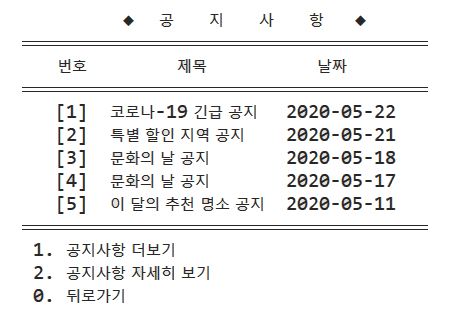 ◆ 공 지 사 항 ◆
번호 제목 날짜
[1] 코로나-19 긴급 공지 2020-05-22
[2] 특별 할인 지역 공지 2020-05-21
[3] 문화의 날 공지 2020-05-18
[4] 문화의 날 공지 2020-05-17
[5] 이 달의 추천 명소 공지 2020-05-11
1. 공지사항 더보기
2. 공지사항 자세히 보기
0. 뒤로가기